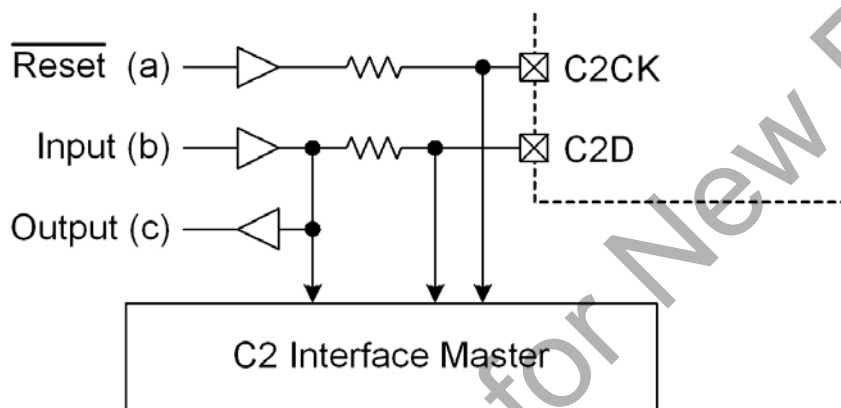 Reset (a)
C2CK
Input (b)
C2D
Output (c)
C2 Interface Master
for New